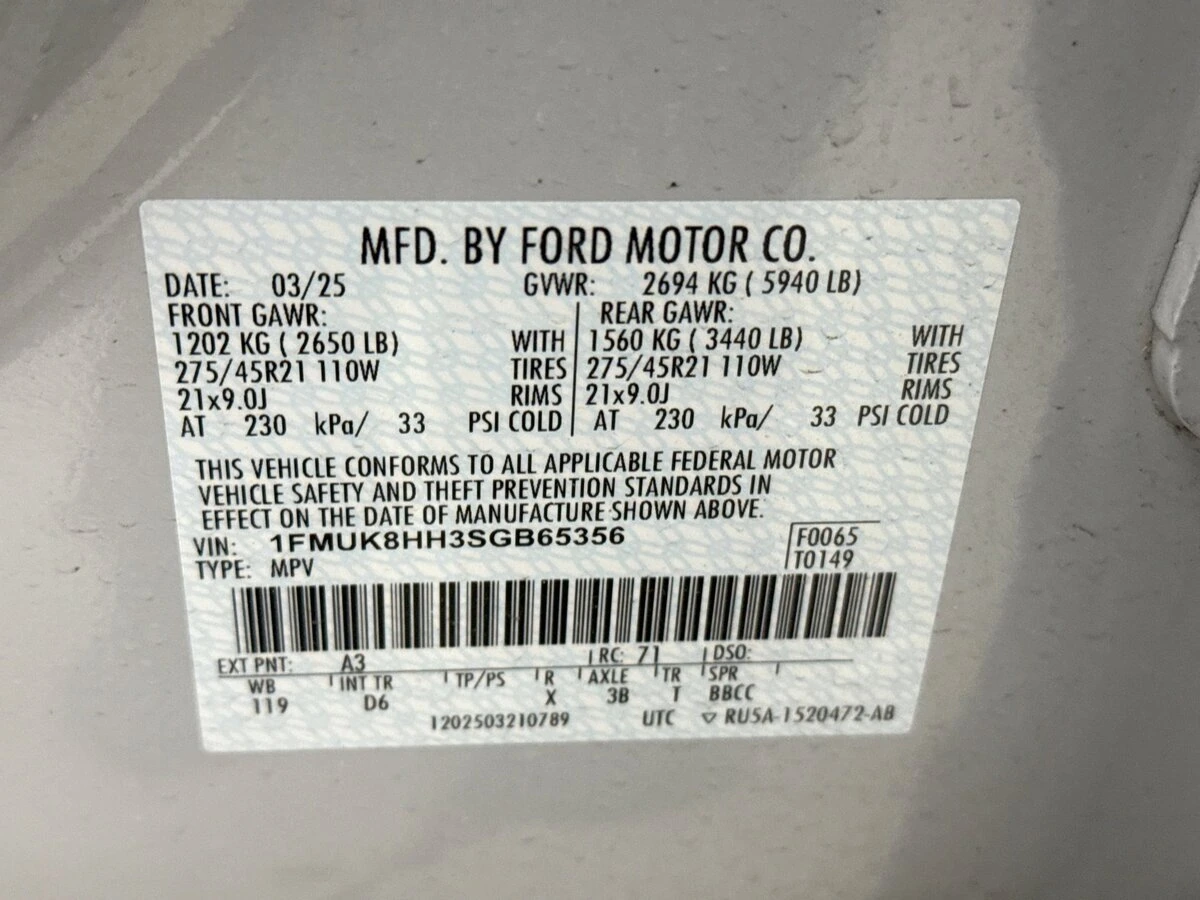 MFD. BY FORD MOTOR CO.
DATE: 03/25 GVWR: 2694 KG ( 5940 LB)
FRONT GAWR: REAR GAWR:
1202 KG ( 2650 LB) WITH 1560 KG ( 3440 LB) WITH
275/45R21 110W TIRES 275/45R21 110W TIRES
21x9.0J RIMS 21x9.0J RIMS
AT 230 kPa/ 33 PSI COLD AT 230 kPa/ 33 PSI COLD
THIS VEHICLE CONFORMS TO ALL APPLICABLE FEDERAL MOTOR
VEHICLE SAFETY AND THEFT PREVENTION STANDARDS IN
EFFECT ON THE DATE OF MANUFACTURE SHOWN ABOVE.
VIN: 1FMUK8HH3SGB65356 F0065
TYPE: MPV T0149
EXT PNT: A3 RC: 71 DSO:
WB INT TR TP/PS R AXLE TR SPR
119 D6 X 3B T BBCC
1202503210789 UTC ▽ RU5A-1520472-AB